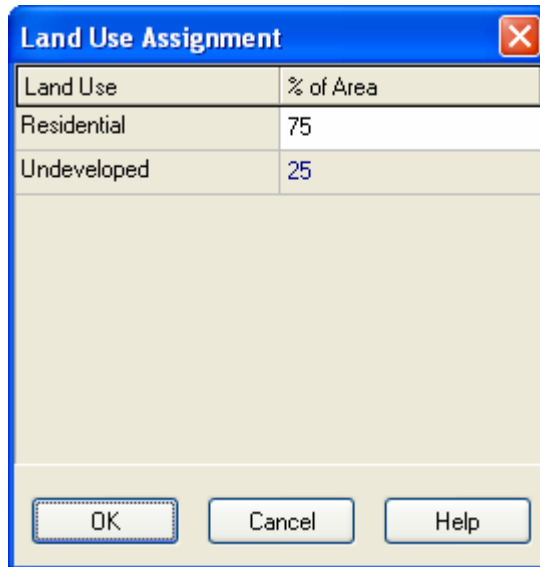 Land Use Assignment
Land Use % of Area
Residential 75
Undeveloped 25
OK Cancel Help